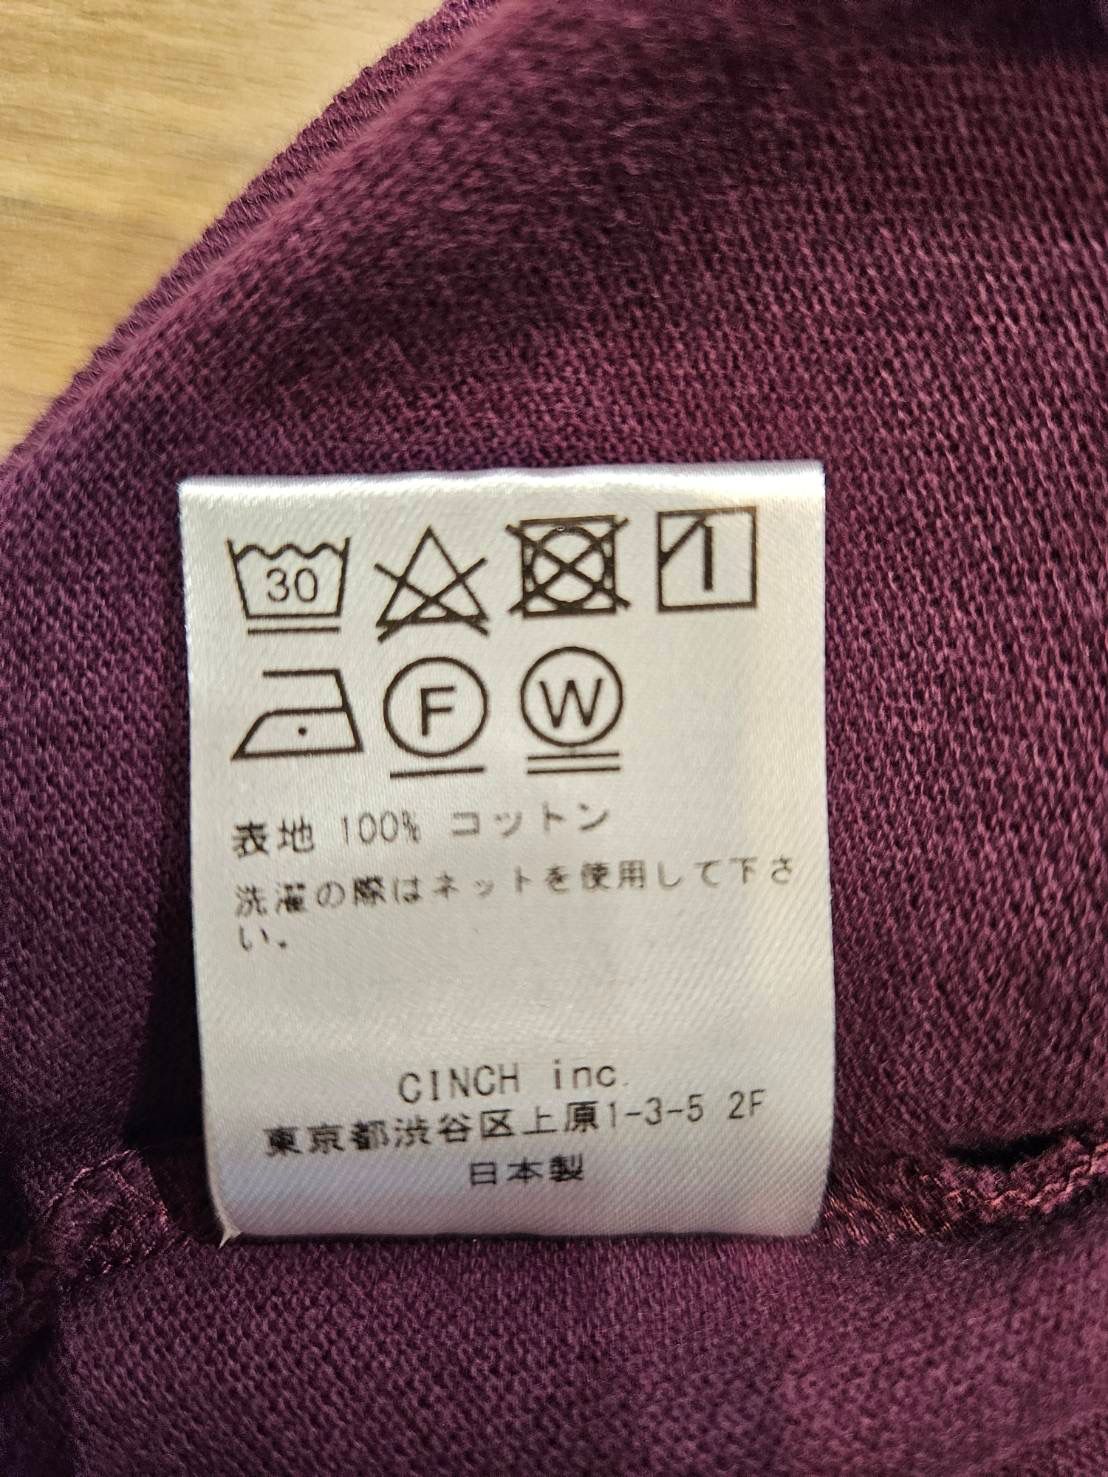 30
F W
表地 100% コットン
洗濯の際はネットを使用して下さ
い.
CINCH inc.
東京都渋谷区上原1-3-5 2F
日本製